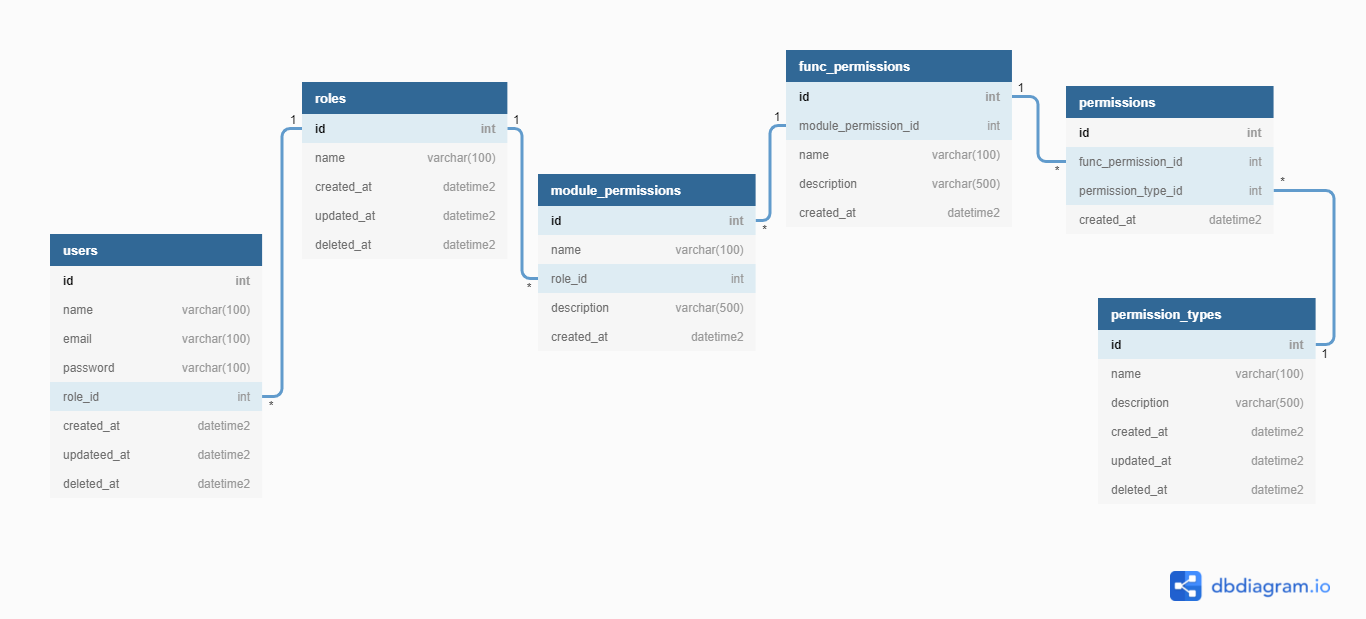 users
id int
name varchar(100)
email varchar(100)
password varchar(100)
role_id int
created_at datetime2
updateed_at datetime2
deleted_at datetime2
*
1
roles
id int
name varchar(100)
created_at datetime2
updated_at datetime2
deleted_at datetime2
1
*
module_permissions
id int
name varchar(100)
role_id int
description varchar(500)
created_at datetime2
*
1
func_permissions
id int
module_permission_id int
name varchar(100)
description varchar(500)
created_at datetime2
1
*
permissions
id int
func_permission_id int
permission_type_id int
created_at datetime2
*
1
permission_types
id int
name varchar(100)
description varchar(500)
created_at datetime2
updated_at datetime2
deleted_at datetime2
dbdiagram.io